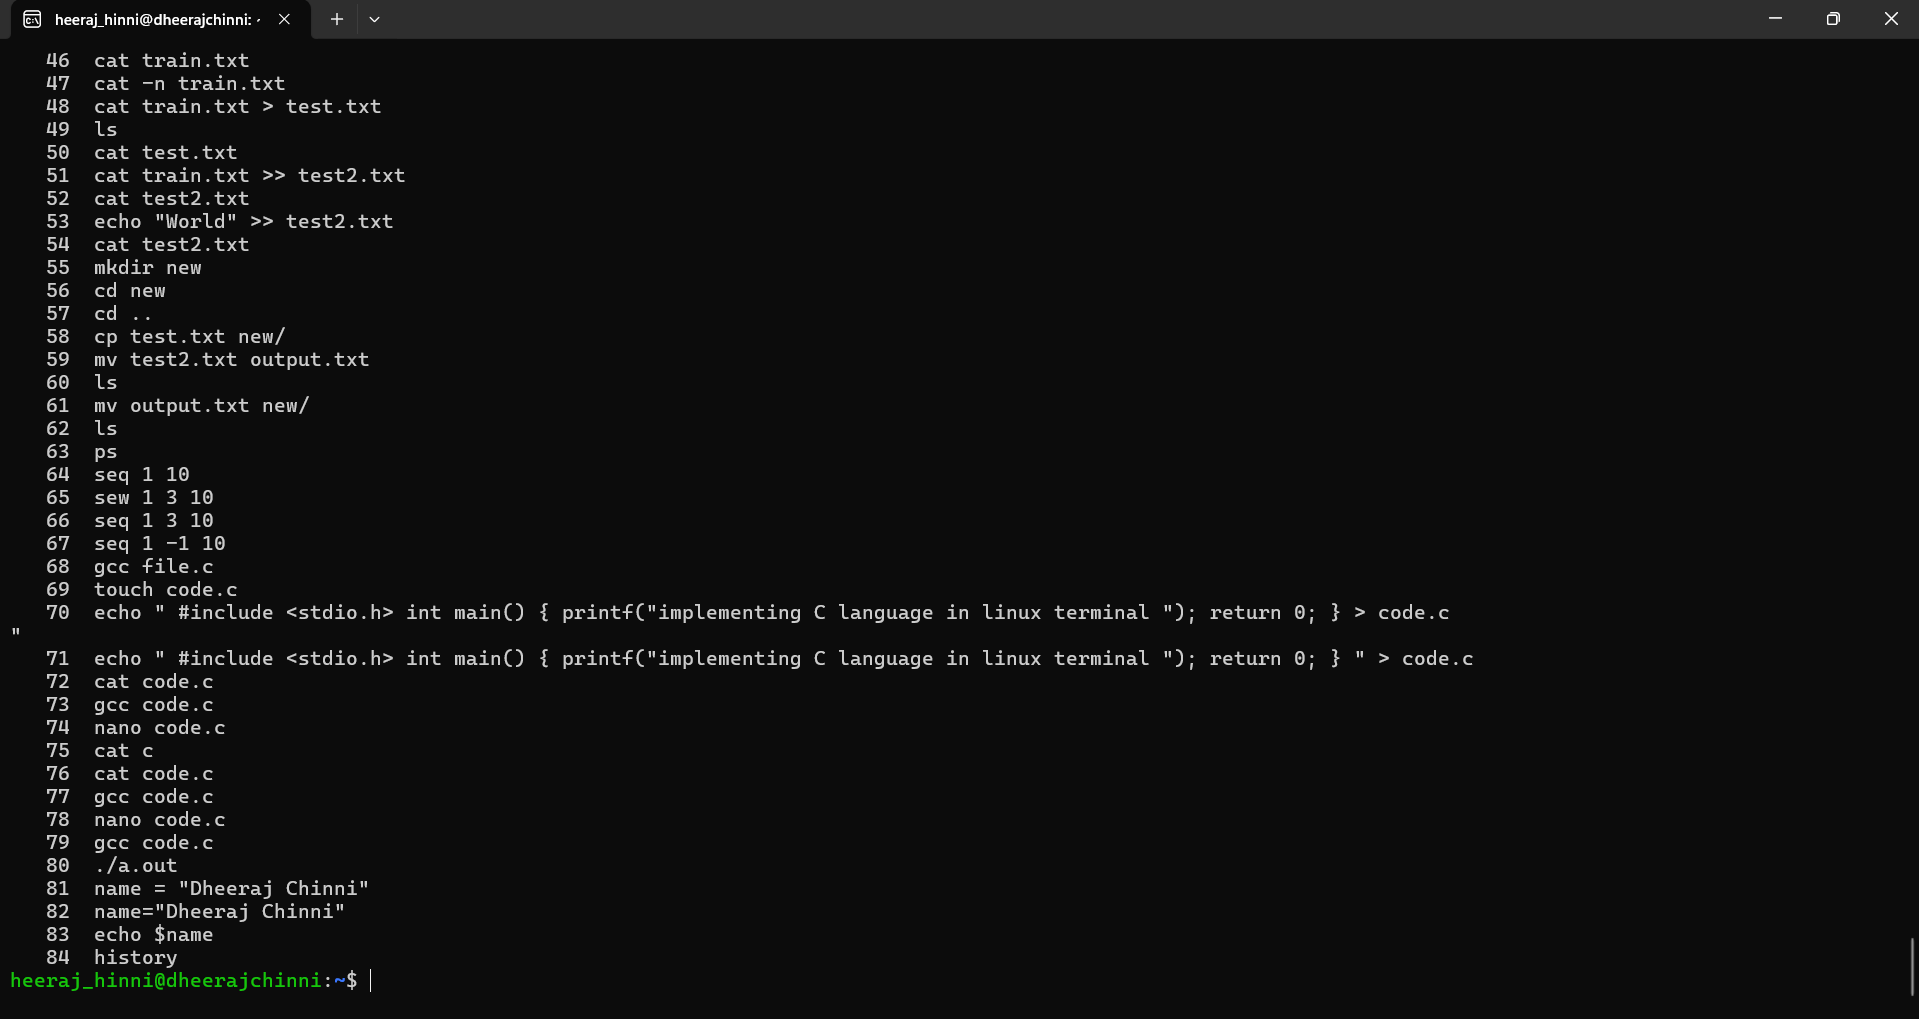 heeraj_hinni@dheerajchinni: ~
46 cat train.txt
47 cat -n train.txt
48 cat train.txt > test.txt
49 ls
50 cat test.txt
51 cat train.txt >> test2.txt
52 cat test2.txt
53 echo "World" >> test2.txt
54 cat test2.txt
55 mkdir new
56 cd new
57 cd ..
58 cp test.txt new/
59 mv test2.txt output.txt
60 ls
61 mv output.txt new/
62 ls
63 ps
64 seq 1 10
65 sew 1 3 10
66 seq 1 3 10
67 seq 1 -1 10
68 gcc file.c
69 touch code.c
70 echo " #include <stdio.h> int main() { printf("implementing C language in linux terminal "); return 0; } > code.c
"
71 echo " #include <stdio.h> int main() { printf("implementing C language in linux terminal "); return 0; } " > code.c
72 cat code.c
73 gcc code.c
74 nano code.c
75 cat c
76 cat code.c
77 gcc code.c
78 nano code.c
79 gcc code.c
80 ./a.out
81 name = "Dheeraj Chinni"
82 name="Dheeraj Chinni"
83 echo $name
84 history
heeraj_hinni@dheerajchinni:~$